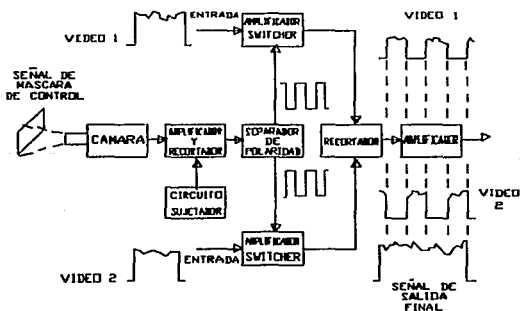 VIDEO 1
ENTRADA
AMPLIFICADOR
SWITCHER
VIDEO 1
SEÑAL DE
MASCARA
DE CONTROL
CAMARA
AMPLIFICADOR
Y
RECORTADOR
SEPARADOR
DE
POLARIDAD
RECORTADOR
AMPLIFICADOR
CIRCUITO
SUJETADOR
VIDEO
2
VIDEO 2
ENTRADA
AMPLIFICADOR
SWITCHER
SEÑAL DE
SALIDA
FINAL